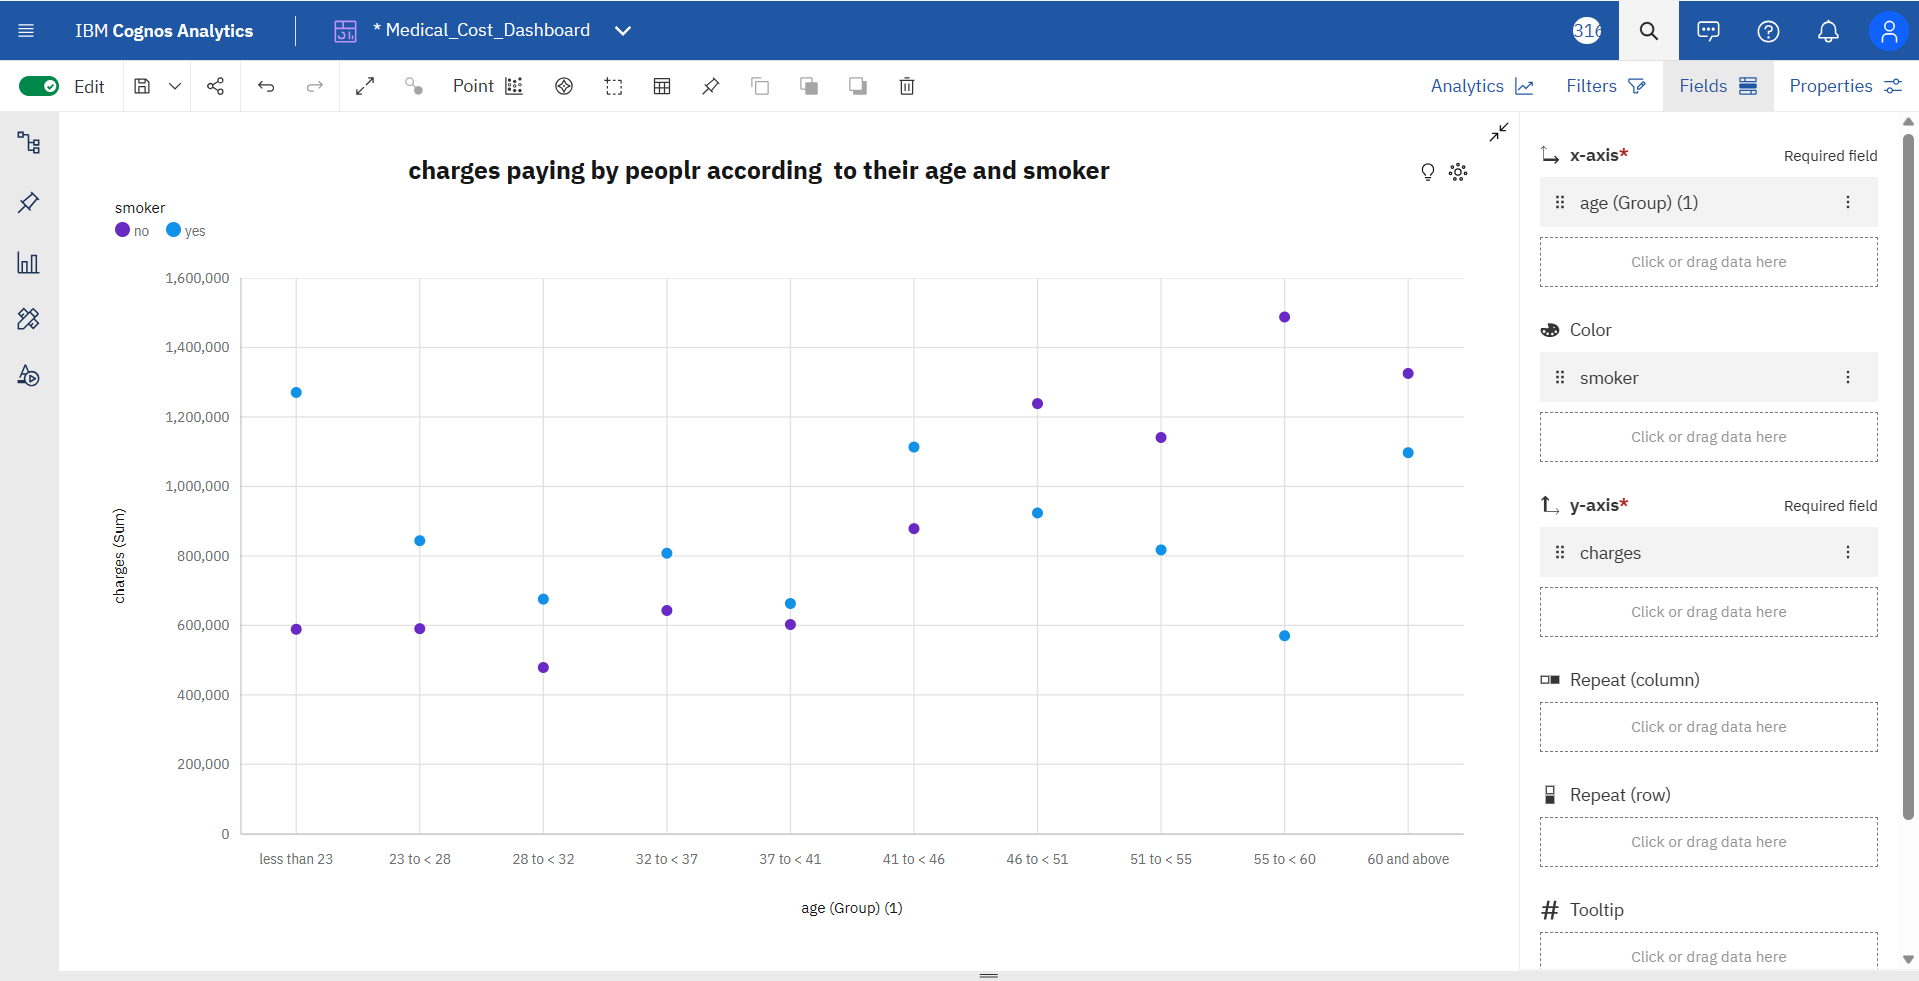 IBM Cognos Analytics
* Medical_Cost_Dashboard
316
Edit
Point
Analytics
Filters
Fields
Properties
charges paying by peoplr according  to their age and smoker
smoker
no
yes
1,600,000
1,400,000
1,200,000
1,000,000
800,000
600,000
400,000
200,000
0
charges (Sum)
less than 23
23 to < 28
28 to < 32
32 to < 37
37 to < 41
41 to < 46
46 to < 51
51 to < 55
55 to < 60
60 and above
age (Group) (1)
x-axis*
Required field
age (Group) (1)
Click or drag data here
Color
smoker
Click or drag data here
y-axis*
Required field
charges
Click or drag data here
Repeat (column)
Click or drag data here
Repeat (row)
Click or drag data here
Tooltip
Click or drag data here